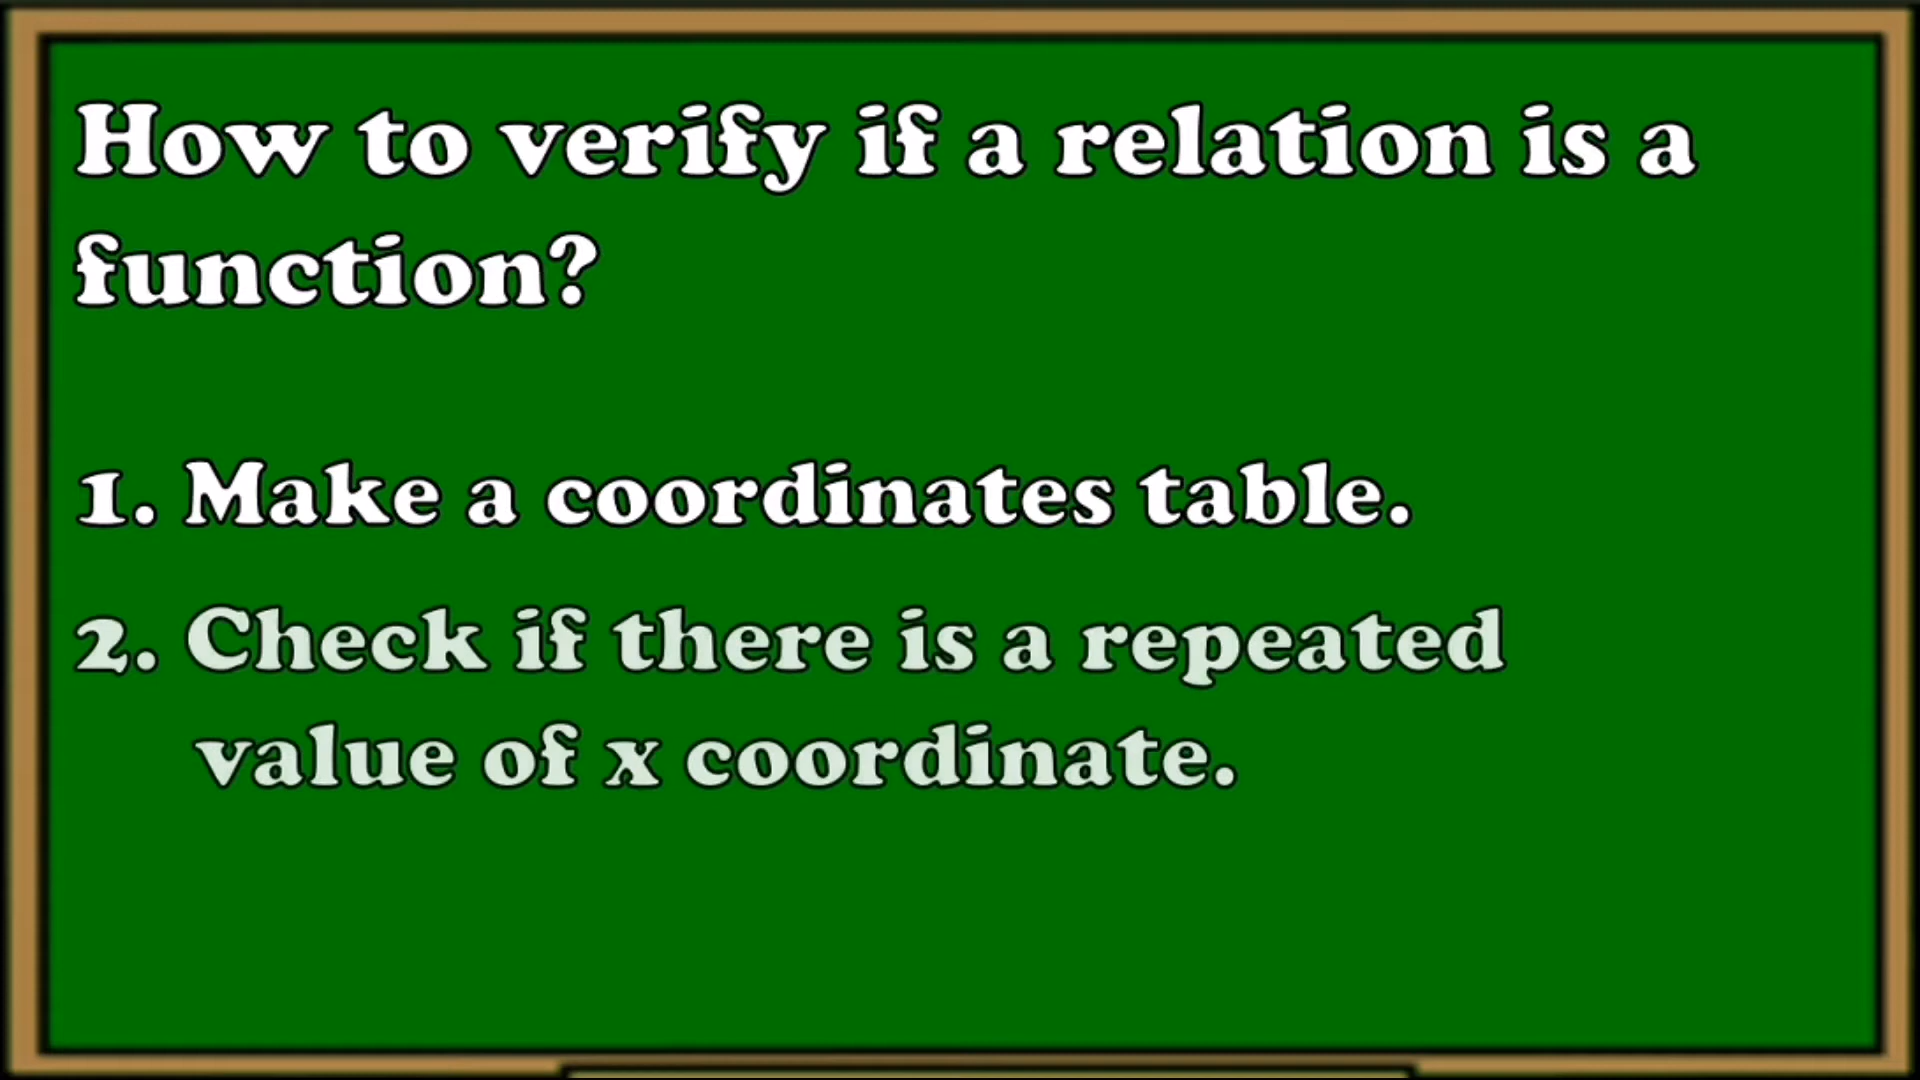 How to verify if a relation is a
function?
1. Make a coordinates table.
2. Check if there is a repeated
value of x coordinate.